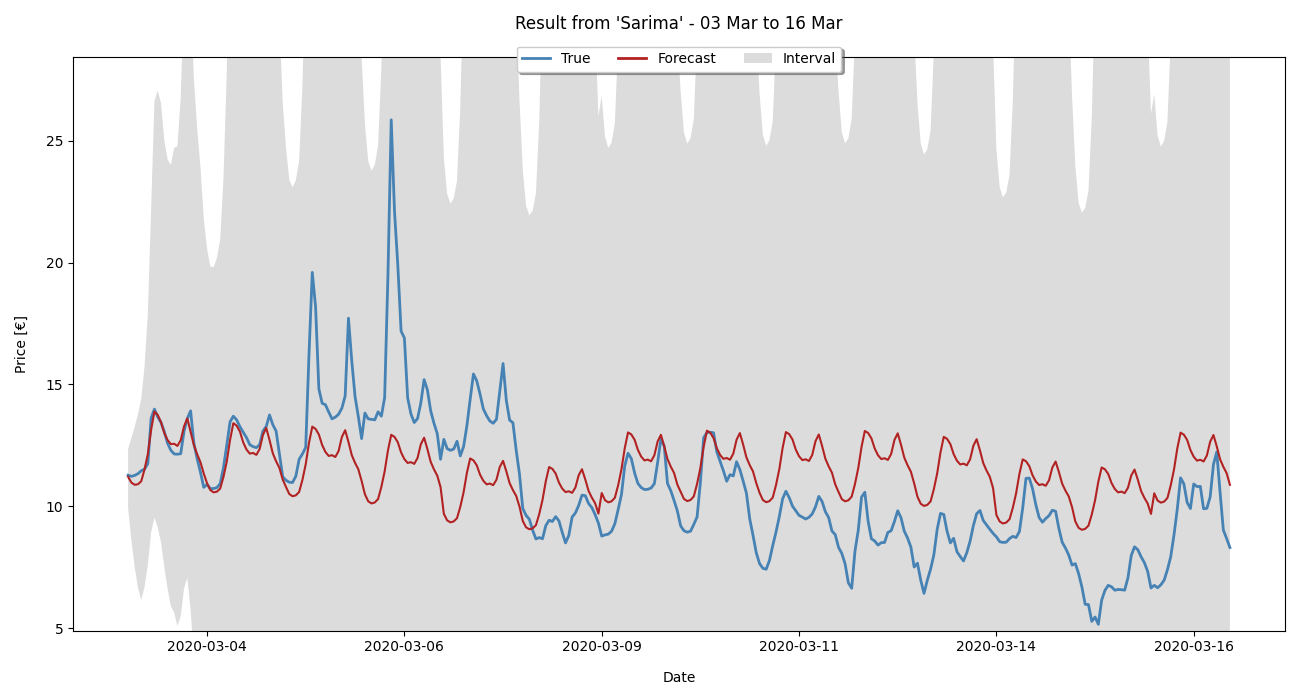 Result from 'Sarima' - 03 Mar to 16 Mar
True Forecast Interval
25
20
15
10
5
Price [€]
2020-03-04 2020-03-06 2020-03-09 2020-03-11 2020-03-14 2020-03-16
Date